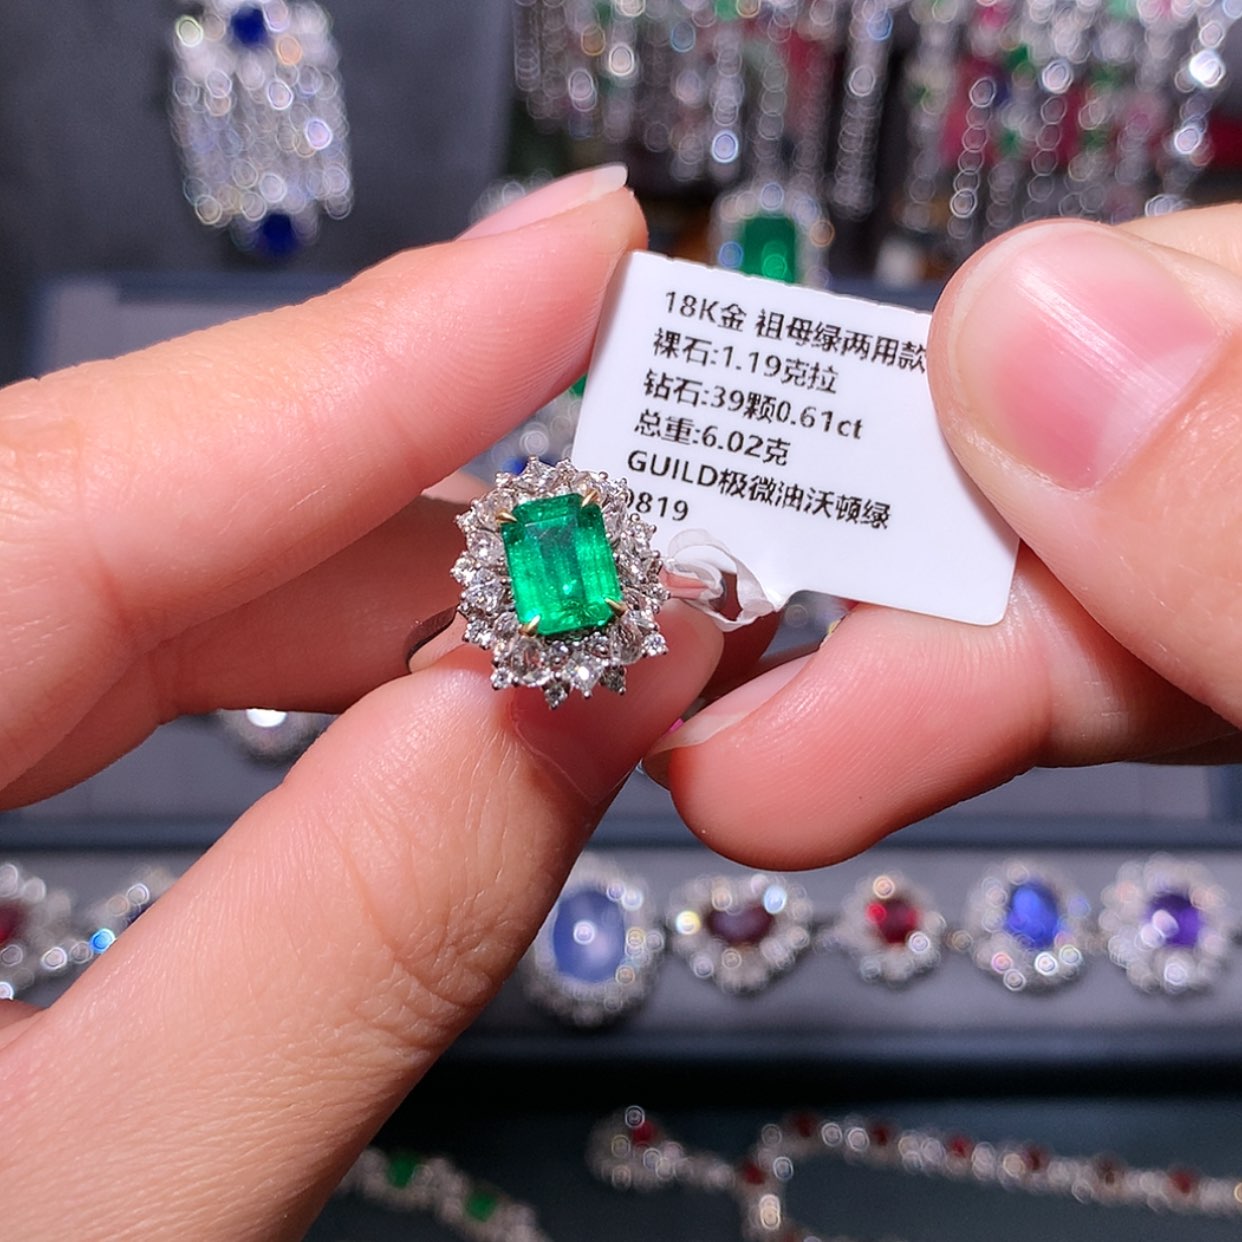 18K金 祖母绿两用款
裸石:1.19克拉
钻石:39颗0.61ct
总重:6.02克
GUILD极微油沃顿绿
0819